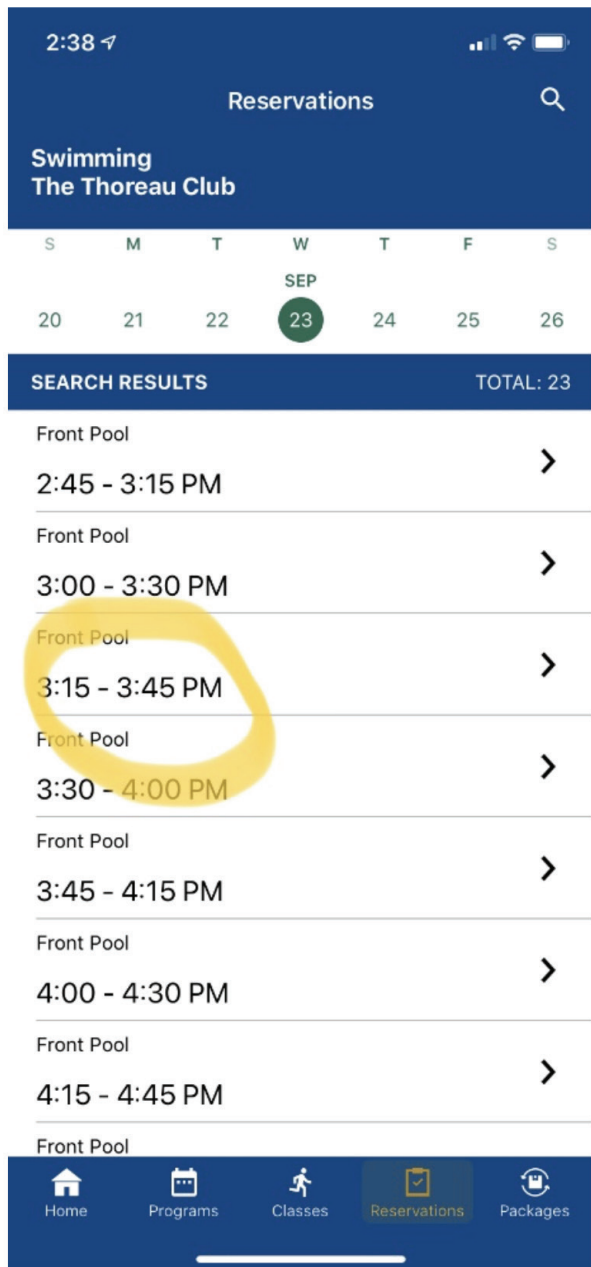 2:38
Reservations
Swimming
The Thoreau Club
S M T W T F S
SEP
20 21 22 23 24 25 26
SEARCH RESULTS TOTAL: 23
Front Pool
2:45 - 3:15 PM
Front Pool
3:00 - 3:30 PM
Front Pool
3:15 - 3:45 PM
Front Pool
3:30 - 4:00 PM
Front Pool
3:45 - 4:15 PM
Front Pool
4:00 - 4:30 PM
Front Pool
4:15 - 4:45 PM
Front Pool
Home Programs Classes Reservations Packages